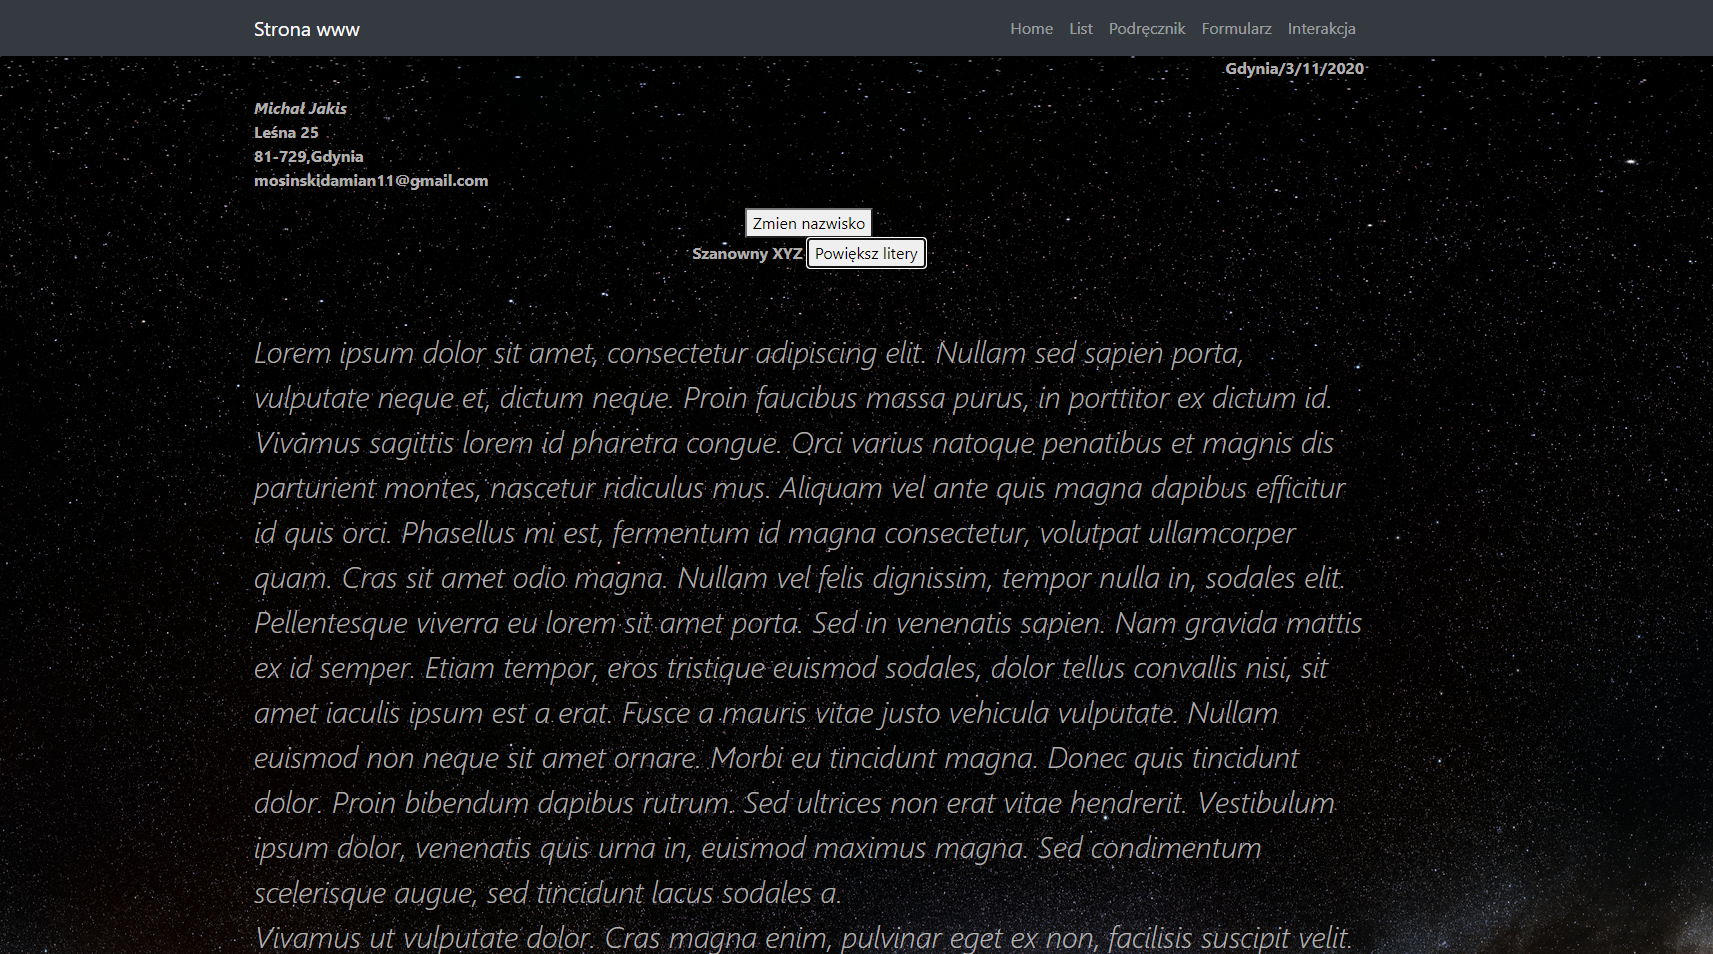 Strona www
Home List Podręcznik Formularz Interakcja
Gdynia/3/11/2020
Michał Jakis
Leśna 25
81-729,Gdynia
mosinskidamian11@gmail.com
Zmien nazwisko
Szanowny XYZ Powiększ litery
Lorem ipsum dolor sit amet, consectetur adipiscing elit. Nullam sed sapien porta,
vulputate neque et, dictum neque. Proin faucibus massa purus, in porttitor ex dictum id.
Vivamus sagittis lorem id pharetra congue. Orci varius natoque penatibus et magnis dis
parturient montes, nascetur ridiculus mus. Aliquam vel ante quis magna dapibus efficitur
id quis orci. Phasellus mi est, fermentum id magna consectetur, volutpat ullamcorper
quam. Cras sit amet odio magna. Nullam vel felis dignissim, tempor nulla in, sodales elit.
Pellentesque viverra eu lorem sit amet porta. Sed in venenatis sapien. Nam gravida mattis
ex id semper. Etiam tempor, eros tristique euismod sodales, dolor tellus convallis nisi, sit
amet iaculis ipsum est a erat. Fusce a mauris vitae justo vehicula vulputate. Nullam
euismod non neque sit amet ornare. Morbi eu tincidunt magna. Donec quis tincidunt
dolor. Proin bibendum dapibus rutrum. Sed ultrices non erat vitae hendrerit. Vestibulum
ipsum dolor, venenatis quis urna in, euismod maximus magna. Sed condimentum
scelerisque augue, sed tincidunt lacus sodales a.
Vivamus ut vulputate dolor. Cras magna enim, pulvinar eget ex non, facilisis suscipit velit.